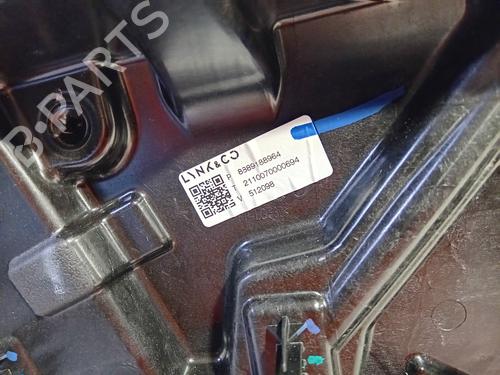 B-PARTS
LYNK&CO
P 8889188964
T 2110070000694
V 512098